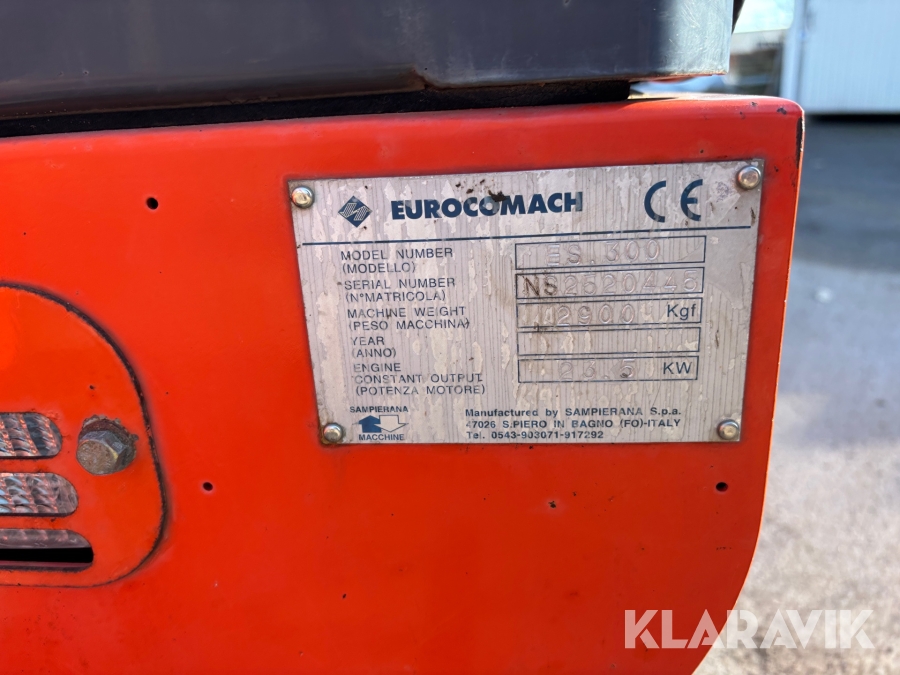 EUROCOMACH CE
MODEL NUMBER
(MODELLO) ES.300
SERIAL NUMBER
(N°MATRICOLA) NS2620445
MACHINE WEIGHT
(PESO MACCHINA) 2900 Kgf
YEAR
(ANNO)
ENGINE
CONSTANT OUTPUT
(POTENZA MOTORE) KW
SAMPIERANA
MACCHINE
Manufactured by SAMPIERANA S.p.a.
47026 S.PIERO IN BAGNO (FO)-ITALY
Tel. 0543-903071-917292
KLARAVIK